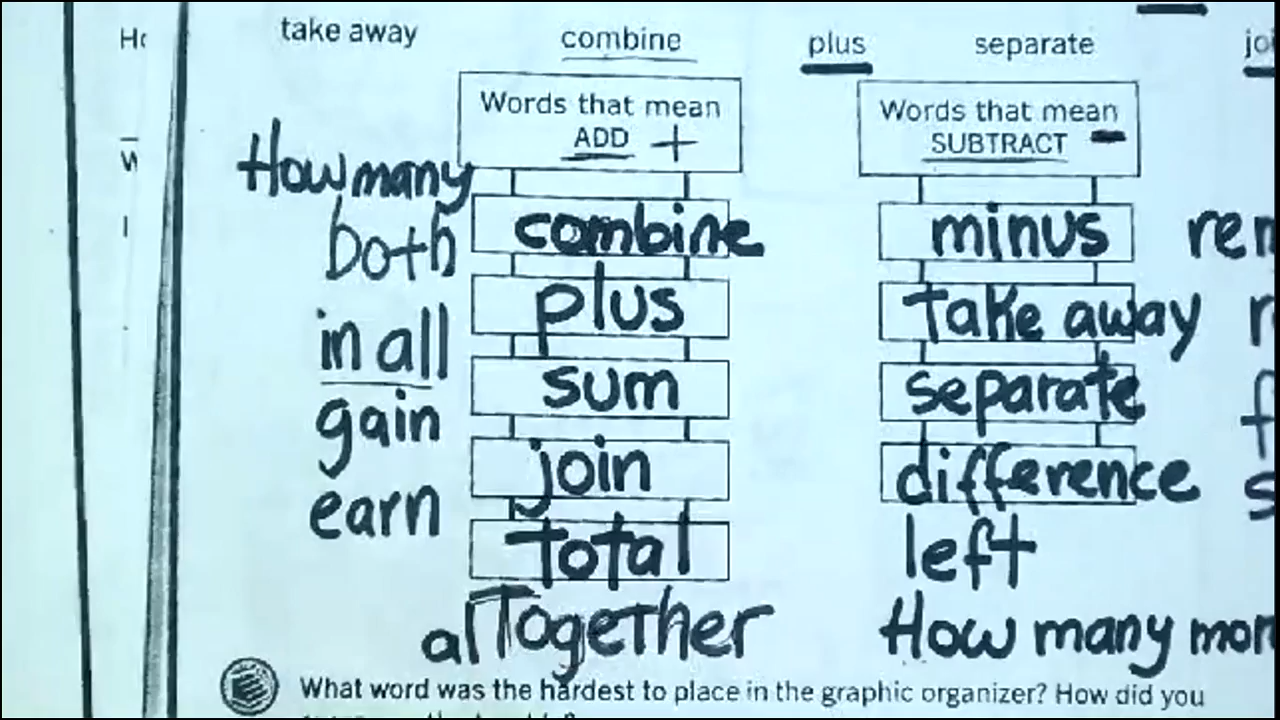 take away combine plus separate
Words that mean Words that mean
ADD + SUBTRACT -
How many
both combine minus
in all plus take away
gain sum separate
earn join difference
total left
alTogether How many
What word was the hardest to place in the graphic organizer? How did you